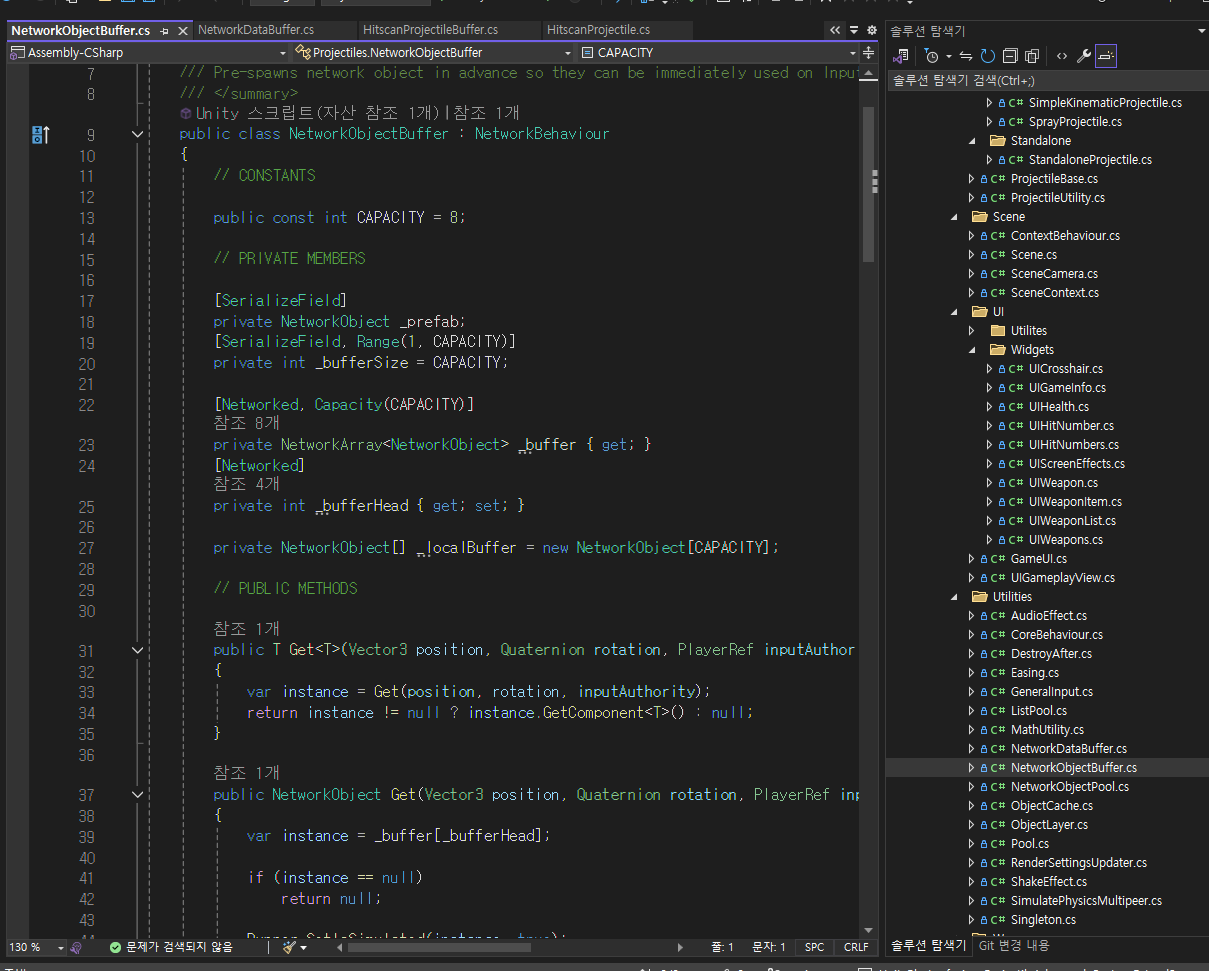 NetworkObjectBuffer.cs
NetworkDataBuffer.cs
HitscanProjectileBuffer.cs
HitscanProjectile.cs
Assembly-CSharp
Projectiles.NetworkObjectBuffer
CAPACITY
7 /// Pre-spawns network object in advance so they can be immediately used on Inpu
8 /// </summary>
Unity 스크립트(자산 참조 1개)|참조 1개
9 public class NetworkObjectBuffer : NetworkBehaviour
10 {
11 // CONSTANTS
12
13 public const int CAPACITY = 8;
14
15 // PRIVATE MEMBERS
16
17 [SerializeField]
18 private NetworkObject _prefab;
19 [SerializeField, Range(1, CAPACITY)]
20 private int _bufferSize = CAPACITY;
21
22 [Networked, Capacity(CAPACITY)]
참조 8개
23 private NetworkArray<NetworkObject> _buffer { get; }
24 [Networked]
참조 4개
25 private int _bufferHead { get; set; }
26
27 private NetworkObject[] _localBuffer = new NetworkObject[CAPACITY];
28
29 // PUBLIC METHODS
30
참조 1개
31 public T Get<T>(Vector3 position, Quaternion rotation, PlayerRef inputAuthor
32 {
33 var instance = Get(position, rotation, inputAuthority);
34 return instance != null ? instance.GetComponent<T>() : null;
35 }
36
참조 1개
37 public NetworkObject Get(Vector3 position, Quaternion rotation, PlayerRef inp
38 {
39 var instance = _buffer[_bufferHead];
40
41 if (instance == null)
42 return null;
43
130 %
문제가 검색되지 않음
줄: 1
문자: 1
SPC
CRLF
솔루션 탐색기
솔루션 탐색기 검색(Ctrl+;)
C# SimpleKinematicProjectile.cs
C# SprayProjectile.cs
Standalone
C# StandaloneProjectile.cs
C# ProjectileBase.cs
C# ProjectileUtility.cs
Scene
C# ContextBehaviour.cs
C# Scene.cs
C# SceneCamera.cs
C# SceneContext.cs
UI
Utilites
Widgets
C# UICrosshair.cs
C# UIGameInfo.cs
C# UIHealth.cs
C# UIHitNumber.cs
C# UIHitNumbers.cs
C# UIScreenEffects.cs
C# UIWeapon.cs
C# UIWeaponItem.cs
C# UIWeaponList.cs
C# UIWeapons.cs
C# GameUI.cs
C# UIGameplayView.cs
Utilities
C# AudioEffect.cs
C# CoreBehaviour.cs
C# DestroyAfter.cs
C# Easing.cs
C# GeneralInput.cs
C# ListPool.cs
C# MathUtility.cs
C# NetworkDataBuffer.cs
C# NetworkObjectBuffer.cs
C# NetworkObjectPool.cs
C# ObjectCache.cs
C# ObjectLayer.cs
C# Pool.cs
C# RenderSettingsUpdater.cs
C# ShakeEffect.cs
C# SimulatePhysicsMultipeer.cs
C# Singleton.cs
솔루션 탐색기
Git 변경 내용